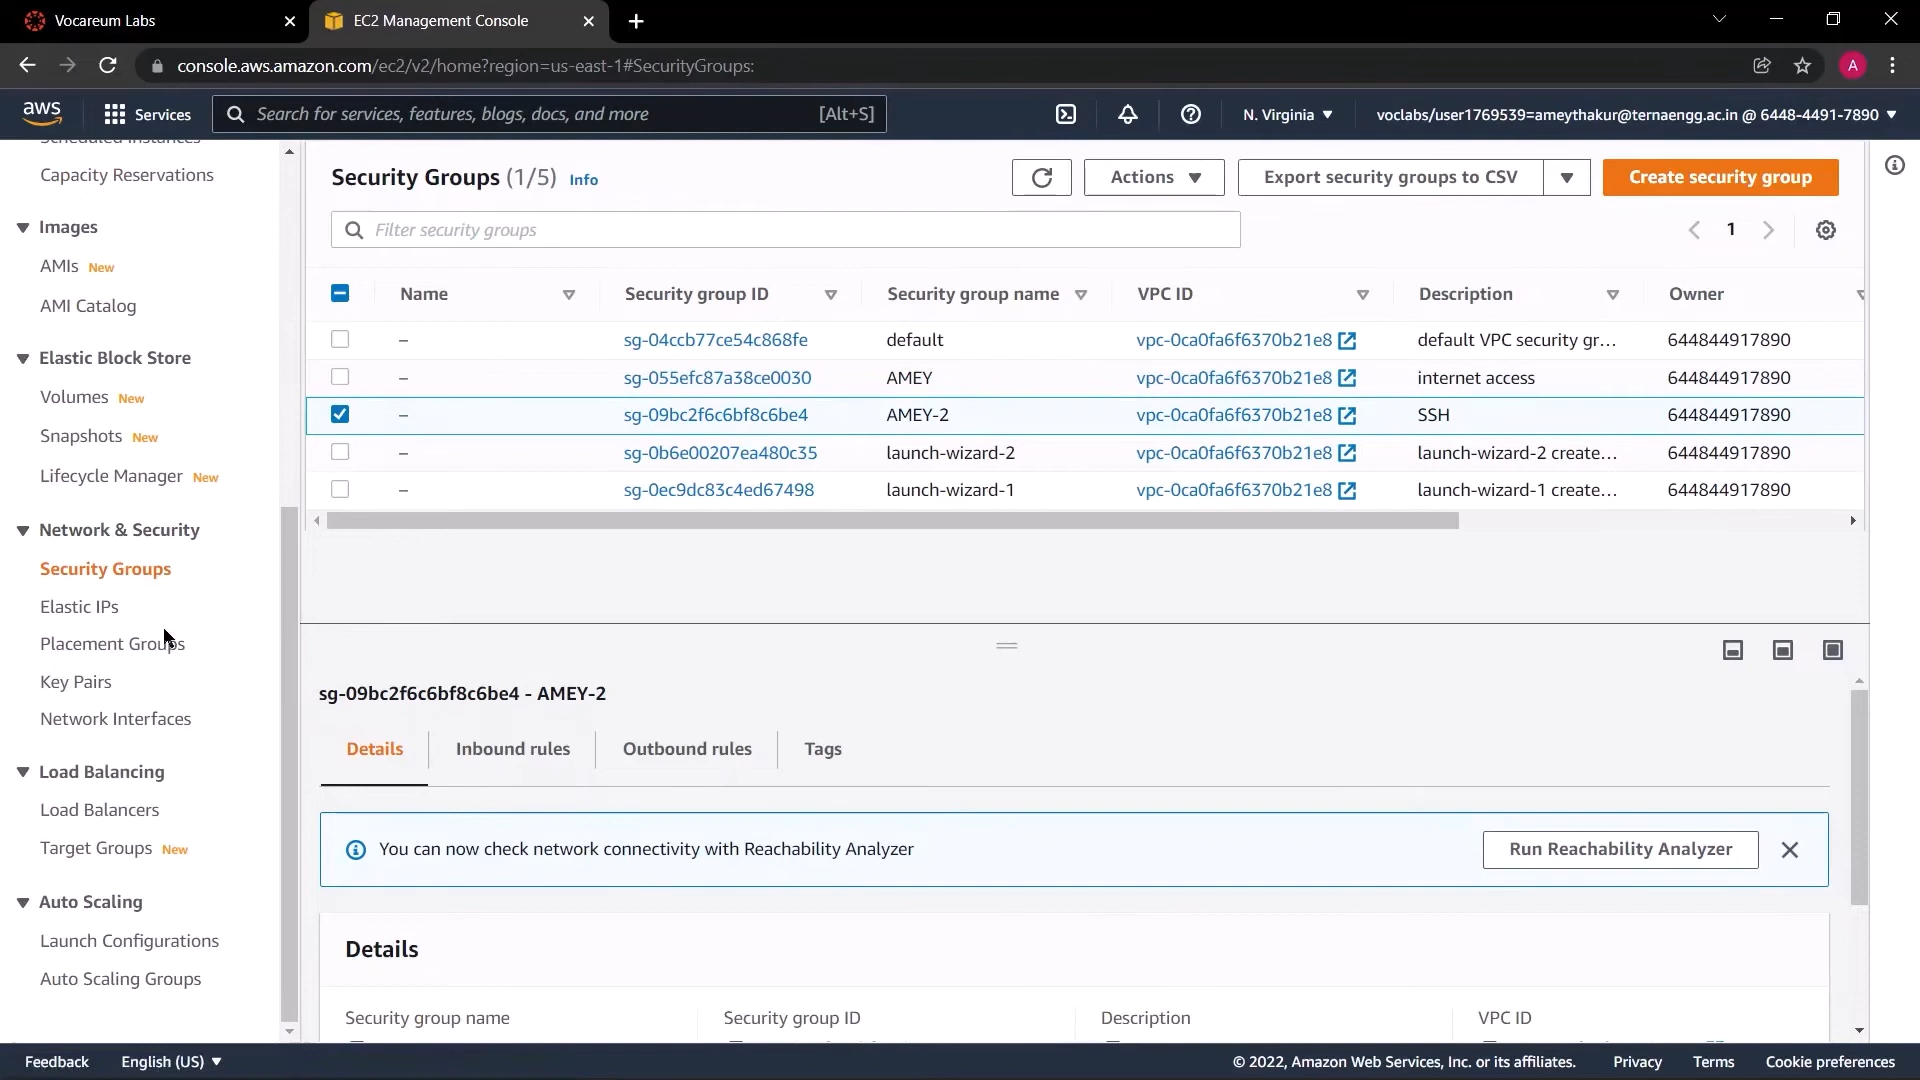 Vocareum Labs
EC2 Management Console
console.aws.amazon.com/ec2/v2/home?region=us-east-1#SecurityGroups:
A
aws
Services
Search for services, features, blogs, docs, and more
[Alt+S]
N. Virginia
voclabs/user1769539=ameythakur@ternaengg.ac.in @ 6448-4491-7890
Scheduled Instances
Capacity Reservations
Images
AMIs New
AMI Catalog
Elastic Block Store
Volumes New
Snapshots New
Lifecycle Manager New
Network & Security
Security Groups
Elastic IPs
Placement Groups
Key Pairs
Network Interfaces
Load Balancing
Load Balancers
Target Groups New
Auto Scaling
Launch Configurations
Auto Scaling Groups
Security Groups (1/5) Info
Actions
Export security groups to CSV
Create security group
Filter security groups
1
Name Security group ID Security group name VPC ID Description Owner
– sg-04ccb77ce54c868fe default vpc-0ca0fa6f6370b21e8 default VPC security gr... 644844917890
– sg-055efc87a38ce0030 AMEY vpc-0ca0fa6f6370b21e8 internet access 644844917890
– sg-09bc2f6c6bf8c6be4 AMEY-2 vpc-0ca0fa6f6370b21e8 SSH 644844917890
– sg-0b6e00207ea480c35 launch-wizard-2 vpc-0ca0fa6f6370b21e8 launch-wizard-2 create... 644844917890
– sg-0ec9dc83c4ed67498 launch-wizard-1 vpc-0ca0fa6f6370b21e8 launch-wizard-1 create... 644844917890
sg-09bc2f6c6bf8c6be4 - AMEY-2
Details Inbound rules Outbound rules Tags
You can now check network connectivity with Reachability Analyzer
Run Reachability Analyzer
Details
Security group name Security group ID Description VPC ID
Feedback English (US)
© 2022, Amazon Web Services, Inc. or its affiliates. Privacy Terms Cookie preferences